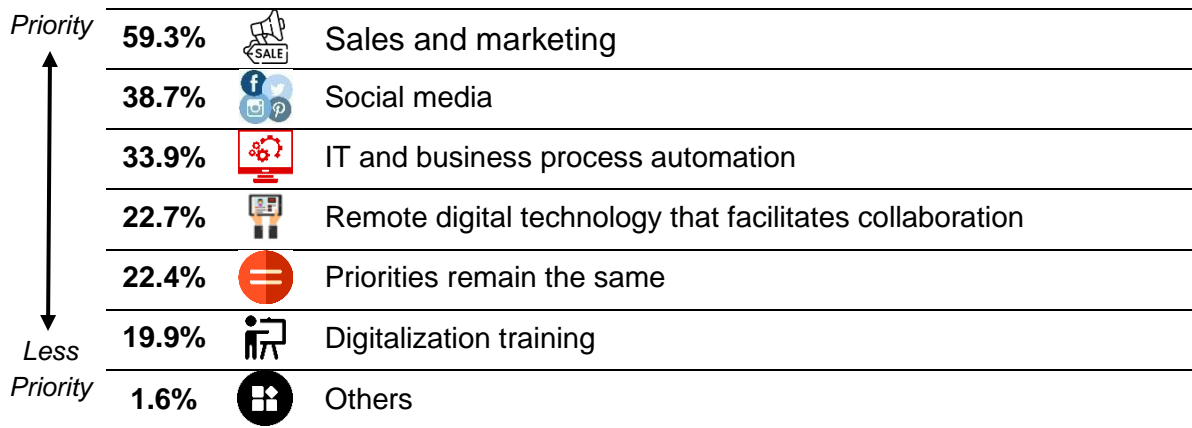 Priority
59.3% SALE Sales and marketing
38.7% Social media
33.9% IT and business process automation
22.7% Remote digital technology that facilitates collaboration
22.4% Priorities remain the same
19.9% Digitalization training
Less
Priority
1.6% Others